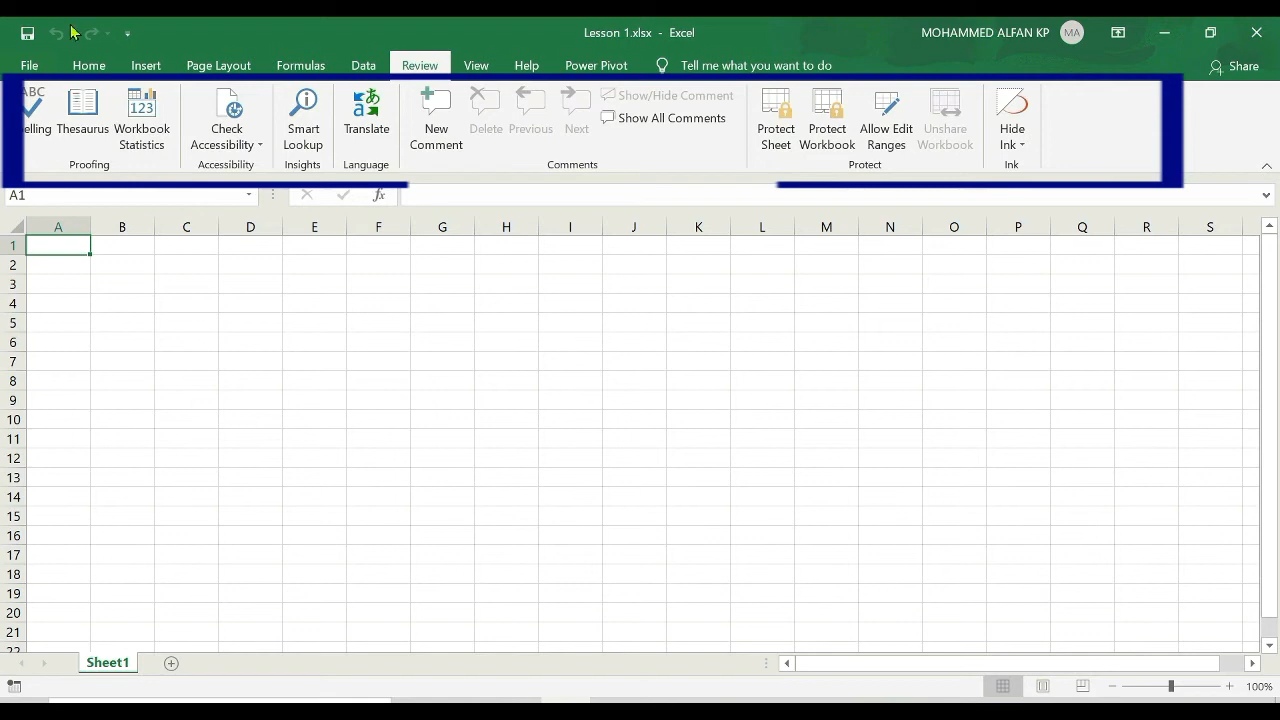 Lesson 1.xlsx - Excel
MOHAMMED ALFAN KP
MA
File Home Insert Page Layout Formulas Data Review View Help Power Pivot Tell me what you want to do Share
ABC
elling
Thesaurus
123
Workbook
Statistics
Proofing
Check
Accessibility
Accessibility
Smart
Lookup
Insights
a あ
Translate
Language
New
Comment
Delete
Previous
Next
Show/Hide Comment
Show All Comments
Comments
Protect
Sheet
Protect
Workbook
Allow Edit
Ranges
Unshare
Workbook
Protect
Hide
Ink
Ink
A1
fx
A B C D E F G H I J K L M N O P Q R S
1
2
3
4
5
6
7
8
9
10
11
12
13
14
15
16
17
18
19
20
21
22
Sheet1
100%